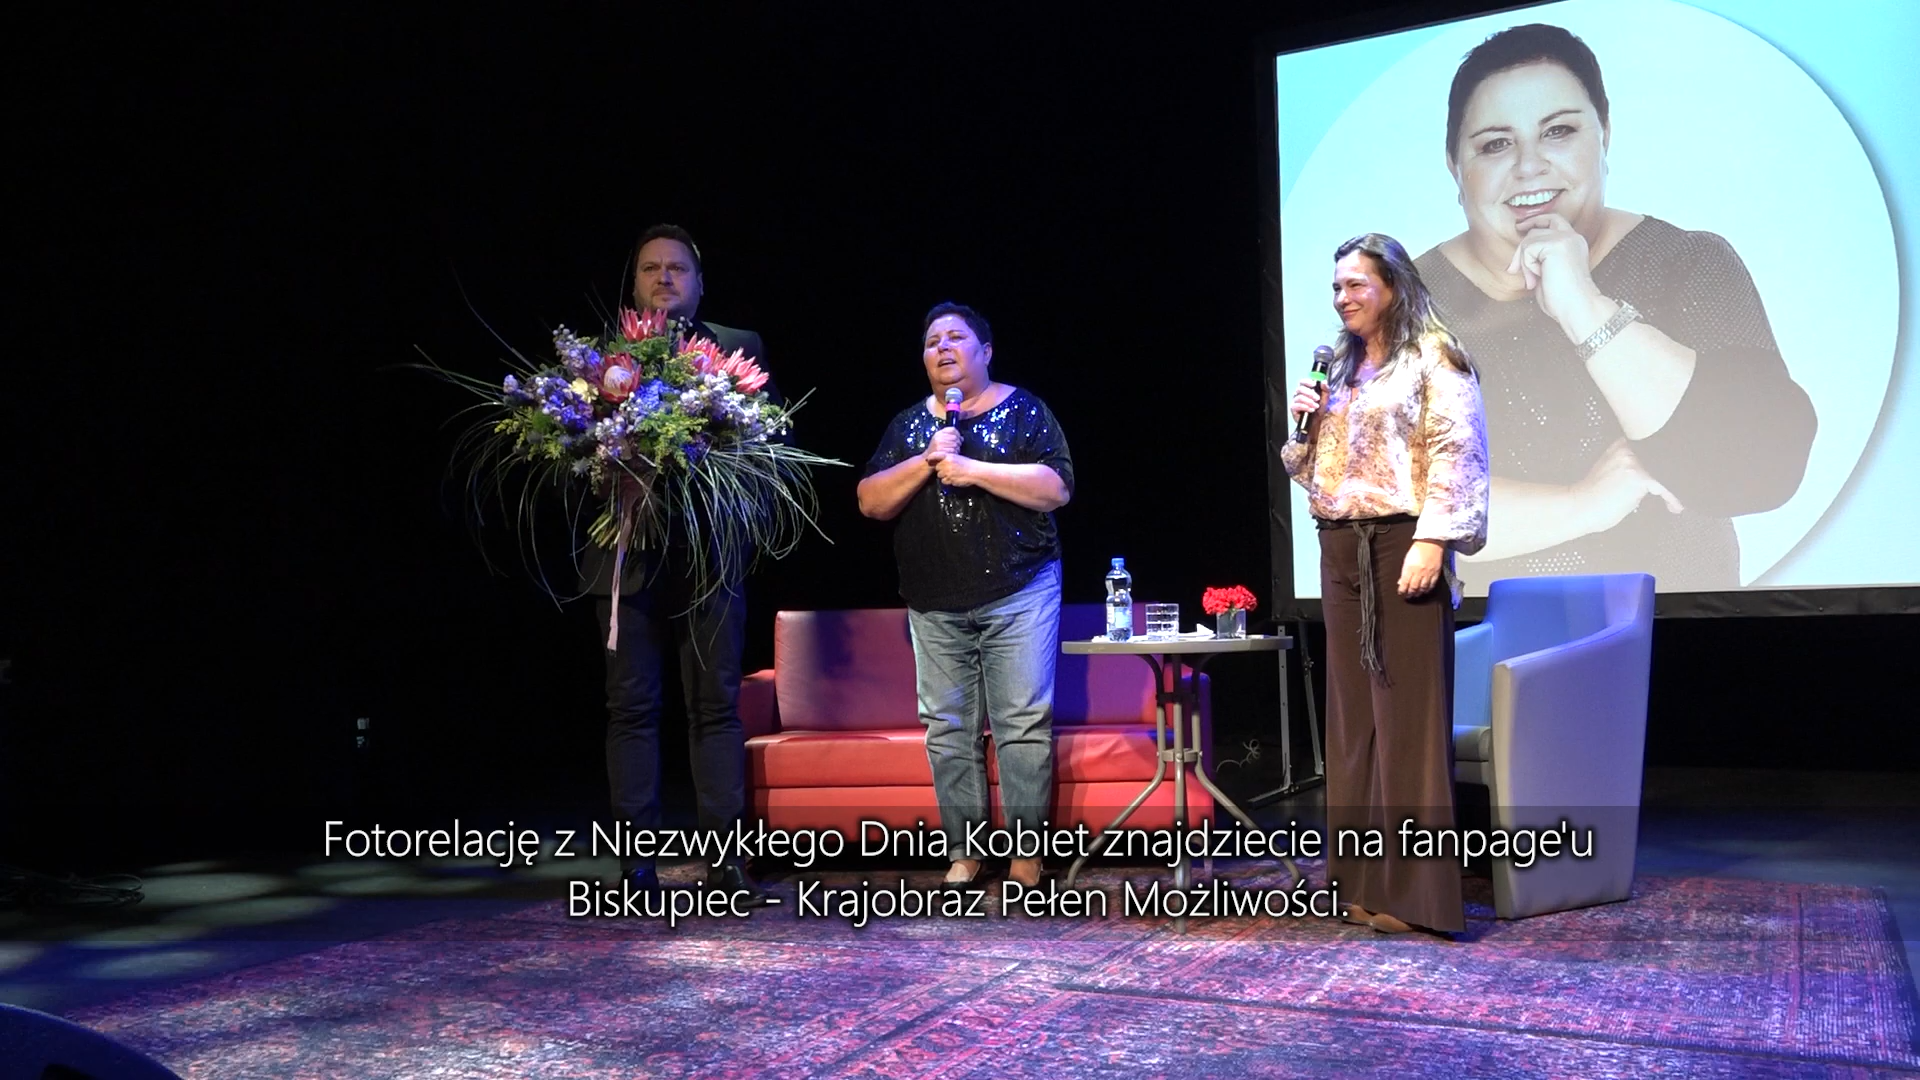 Fotorelację z Niezwykłego Dnia Kobiet znajdziecie na fanpage'u
Biskupiec - Krajobraz Pełen Możliwości.